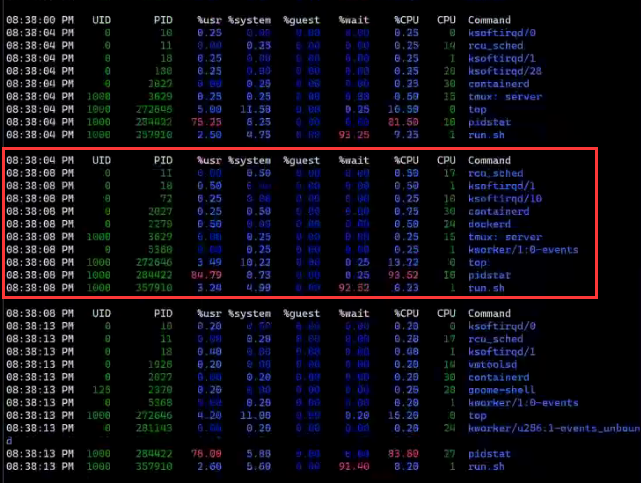 08:38:00 PM UID PID %usr %system %guest %wait %CPU CPU Command
08:38:04 PM 0 10 0.25 0.00 0.00 0.00 0.25 0 ksoftirqd/0
08:38:04 PM 0 11 0.00 0.25 0.00 0.00 0.25 14 rcu_sched
08:38:04 PM 0 18 0.25 0.00 0.00 0.00 0.25 1 ksoftirqd/1
08:38:04 PM 0 180 0.25 0.00 0.00 0.00 0.25 28 ksoftirqd/28
08:38:04 PM 0 2027 0.00 0.25 0.00 0.00 0.25 30 containerd
08:38:04 PM 1000 3629 0.25 0.25 0.00 0.00 0.50 15 tmux: server
08:38:04 PM 1000 272646 5.00 11.50 0.00 0.25 16.50 0 top
08:38:04 PM 1000 284422 75.25 6.25 0.00 0.00 81.50 18 pidstat
08:38:04 PM 1000 357910 2.50 4.75 0.00 93.25 7.25 1 run.sh
08:38:04 PM UID PID %usr %system %guest %wait %CPU CPU Command
08:38:08 PM 0 11 0.00 0.50 0.00 0.00 0.50 17 rcu_sched
08:38:08 PM 0 18 0.50 0.00 0.00 0.00 0.50 1 ksoftirqd/1
08:38:08 PM 0 72 0.25 0.00 0.00 0.00 0.25 10 ksoftirqd/10
08:38:08 PM 0 2027 0.25 0.50 0.00 0.00 0.75 30 containerd
08:38:08 PM 0 2279 0.50 0.00 0.00 0.00 0.50 24 dockerd
08:38:08 PM 1000 3629 0.00 0.25 0.00 0.00 0.25 15 tmux: server
08:38:08 PM 0 5368 0.00 0.25 0.00 0.00 0.25 1 kworker/1:0-events
08:38:08 PM 1000 272646 3.49 10.22 0.00 0.25 13.72 0 top
08:38:08 PM 1000 284422 84.79 8.73 0.00 0.25 93.52 18 pidstat
08:38:08 PM 1000 357910 3.24 4.99 0.00 92.52 1 run.sh
08:38:08 PM UID PID %usr %system %guest %wait %CPU CPU Command
08:38:13 PM 0 10 0.20 0.00 0.00 0.00 0.20 0 ksoftirqd/0
08:38:13 PM 0 11 0.00 0.20 0.00 0.00 0.20 17 rcu_sched
08:38:13 PM 0 18 0.40 0.00 0.00 0.00 0.40 1 ksoftirqd/1
08:38:13 PM 0 0.20 0.00 0.00 0.00 0.20 14 vmtoolsd
08:38:13 PM 0 2027 0.00 0.20 0.00 0.00 0.20 30 containerd
08:38:13 PM 0.20 0.00 0.00 0.00 0.20 28 gnome-shell
08:38:13 PM 0 5368 0.00 0.00 0.00 1 kworker/1:0-events
08:38:13 PM 1000 272646 4.20 11.00 0.00 0.20 15.20 0 top
08:38:13 PM 0 281143 0.00 0.20 0.00 0.00 0.20 24 kworker/u256:1-events_unboun
d
08:38:13 PM 1000 284422 78.00 5.80 0.00 0.00 83.80 27 pidstat
08:38:13 PM 1000 357910 2.60 5.60 0.00 91.40 8.20 1 run.sh